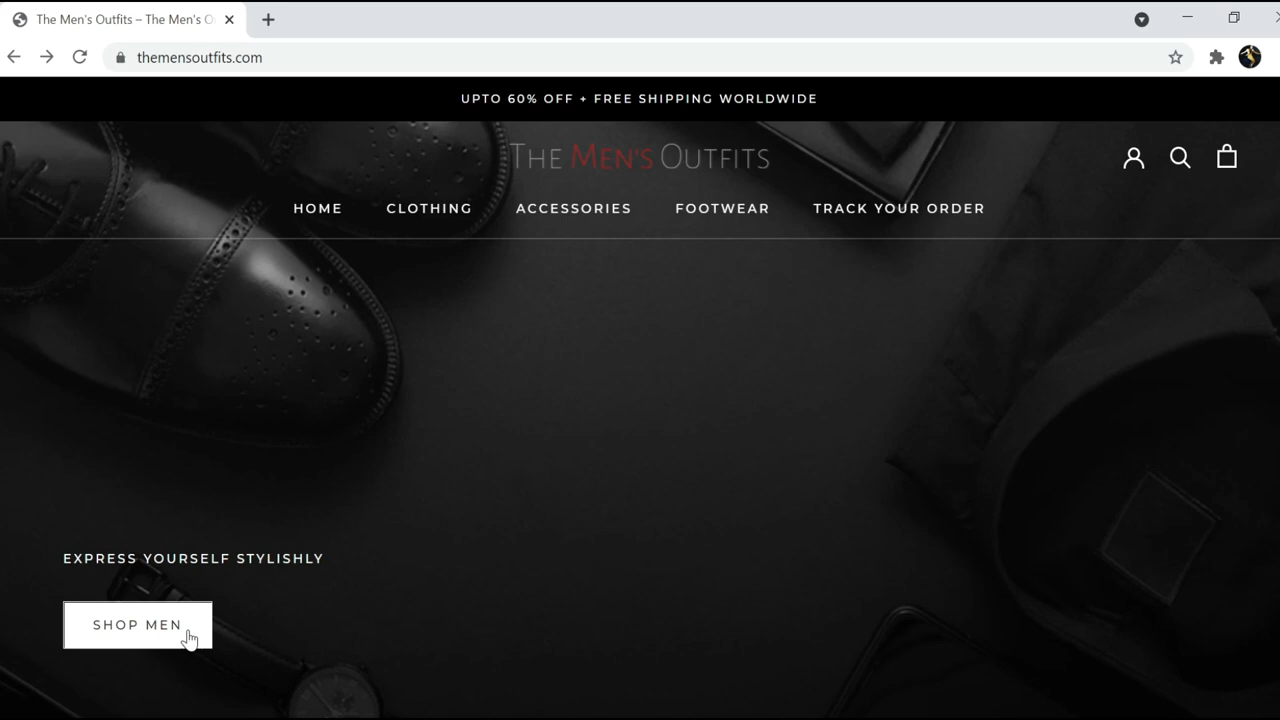 The Men's Outfits – The Men's O
themensoutfits.com
UPTO 60% OFF + FREE SHIPPING WORLDWIDE
THE MEN'S OUTFITS
HOME CLOTHING ACCESSORIES FOOTWEAR TRACK YOUR ORDER
EXPRESS YOURSELF STYLISHLY
SHOP MEN